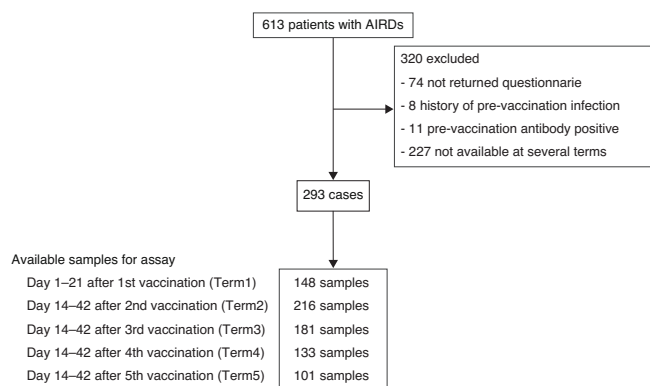 613 patients with AIRDs
320 excluded
- 74 not returned questionnarie
- 8 history of pre-vaccination infection
- 11 pre-vaccination antibody positive
- 227 not available at several terms
293 cases
Available samples for assay
Day 1–21 after 1st vaccination (Term1) 148 samples
Day 14–42 after 2nd vaccination (Term2) 216 samples
Day 14–42 after 3rd vaccination (Term3) 181 samples
Day 14–42 after 4th vaccination (Term4) 133 samples
Day 14–42 after 5th vaccination (Term5) 101 samples